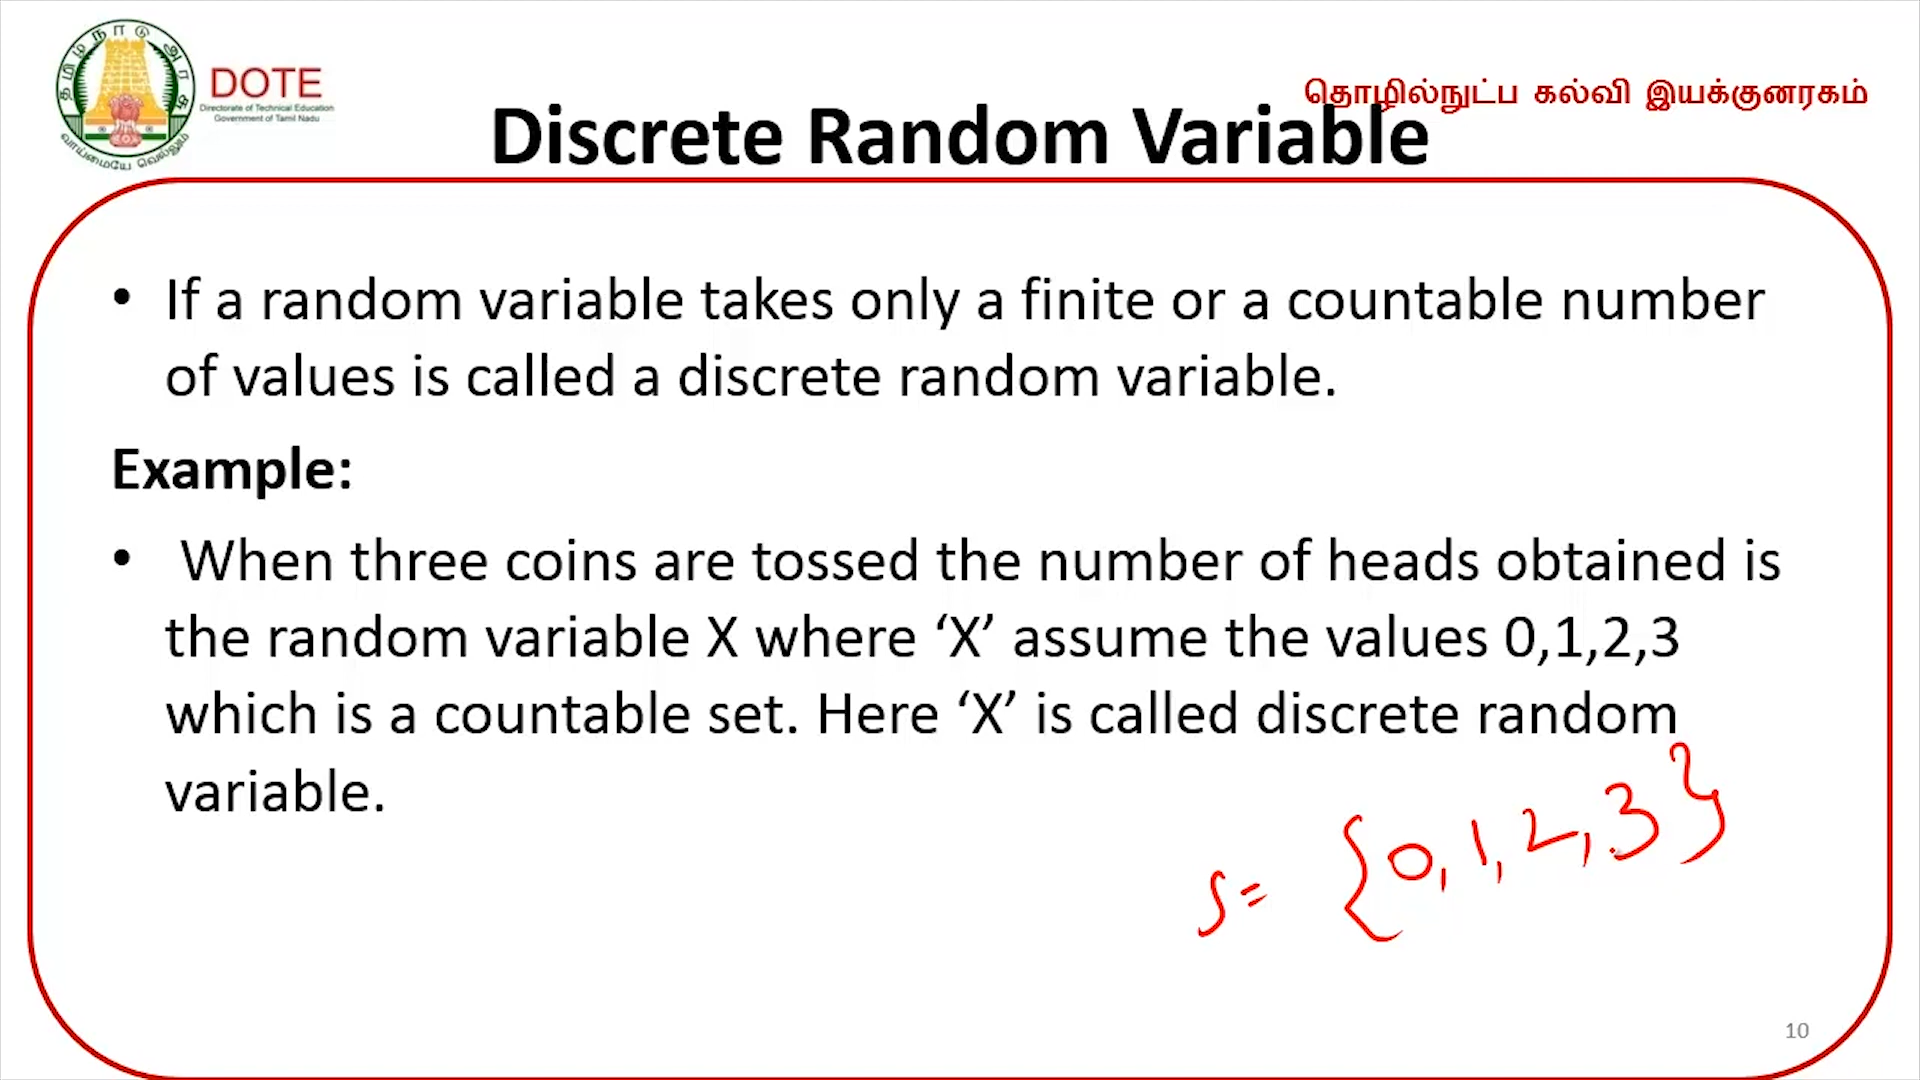 தமிழ்நாடு அரசு
வாய்மையே வெல்லும்
DOTE
Directorate of Technical Education
Government of Tamil Nadu
தொழில்நுட்ப கல்வி இயக்குனரகம்
Discrete Random Variable
• If a random variable takes only a finite or a countable number
of values is called a discrete random variable.
Example:
• When three coins are tossed the number of heads obtained is
the random variable X where ‘X’ assume the values 0,1,2,3
which is a countable set. Here ‘X’ is called discrete random
variable.
S = {0,1,2,3}
10